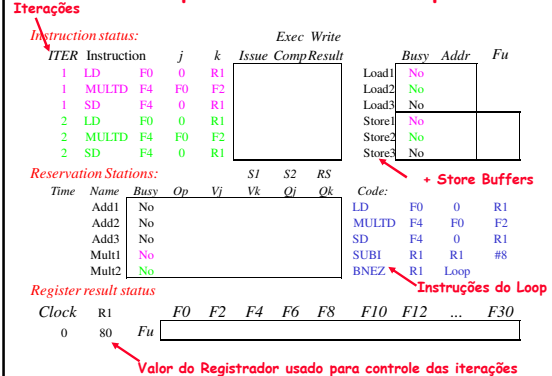 Iterações
Instruction status: Exec Write
ITER Instruction j k Issue Comp Result Busy Addr Fu
1 LD F0 0 R1 Load1 No
1 MULTD F4 F0 F2 Load2 No
1 SD F4 0 R1 Load3 No
2 LD F0 0 R1 Store1 No
2 MULTD F4 F0 F2 Store2 No
2 SD F4 0 R1 Store3 No
+ Store Buffers
Reservation Stations: S1 S2 RS
Time Name Busy Op Vj Vk Qj Qk Code:
Add1 No LD F0 0 R1
Add2 No MULTD F4 F0 F2
Add3 No SD F4 0 R1
Mult1 No SUBI R1 R1 #8
Mult2 No BNEZ R1 Loop
Instruções do Loop
Register result status
Clock R1 F0 F2 F4 F6 F8 F10 F12 ... F30
0 80 Fu
Valor do Registrador usado para controle das iterações